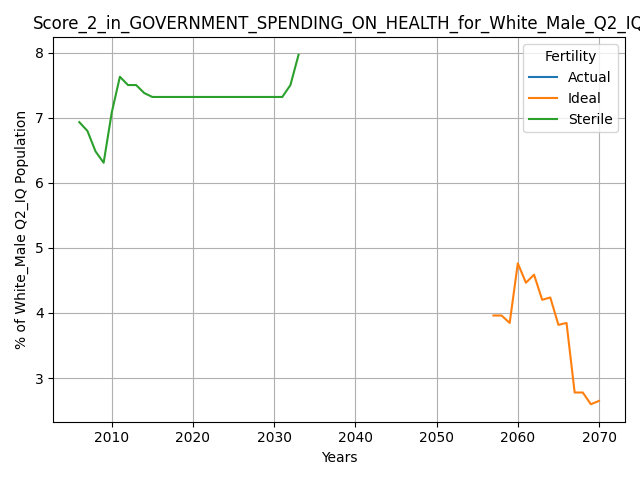 Score_2_in_GOVERNMENT_SPENDING_ON_HEALTH_for_White_Male_Q2_IQ
% of White_Male Q2_IQ Population
8
7
6
5
4
3
Fertility
Actual
Ideal
Sterile
2010 2020 2030 2040 2050 2060 2070
Years